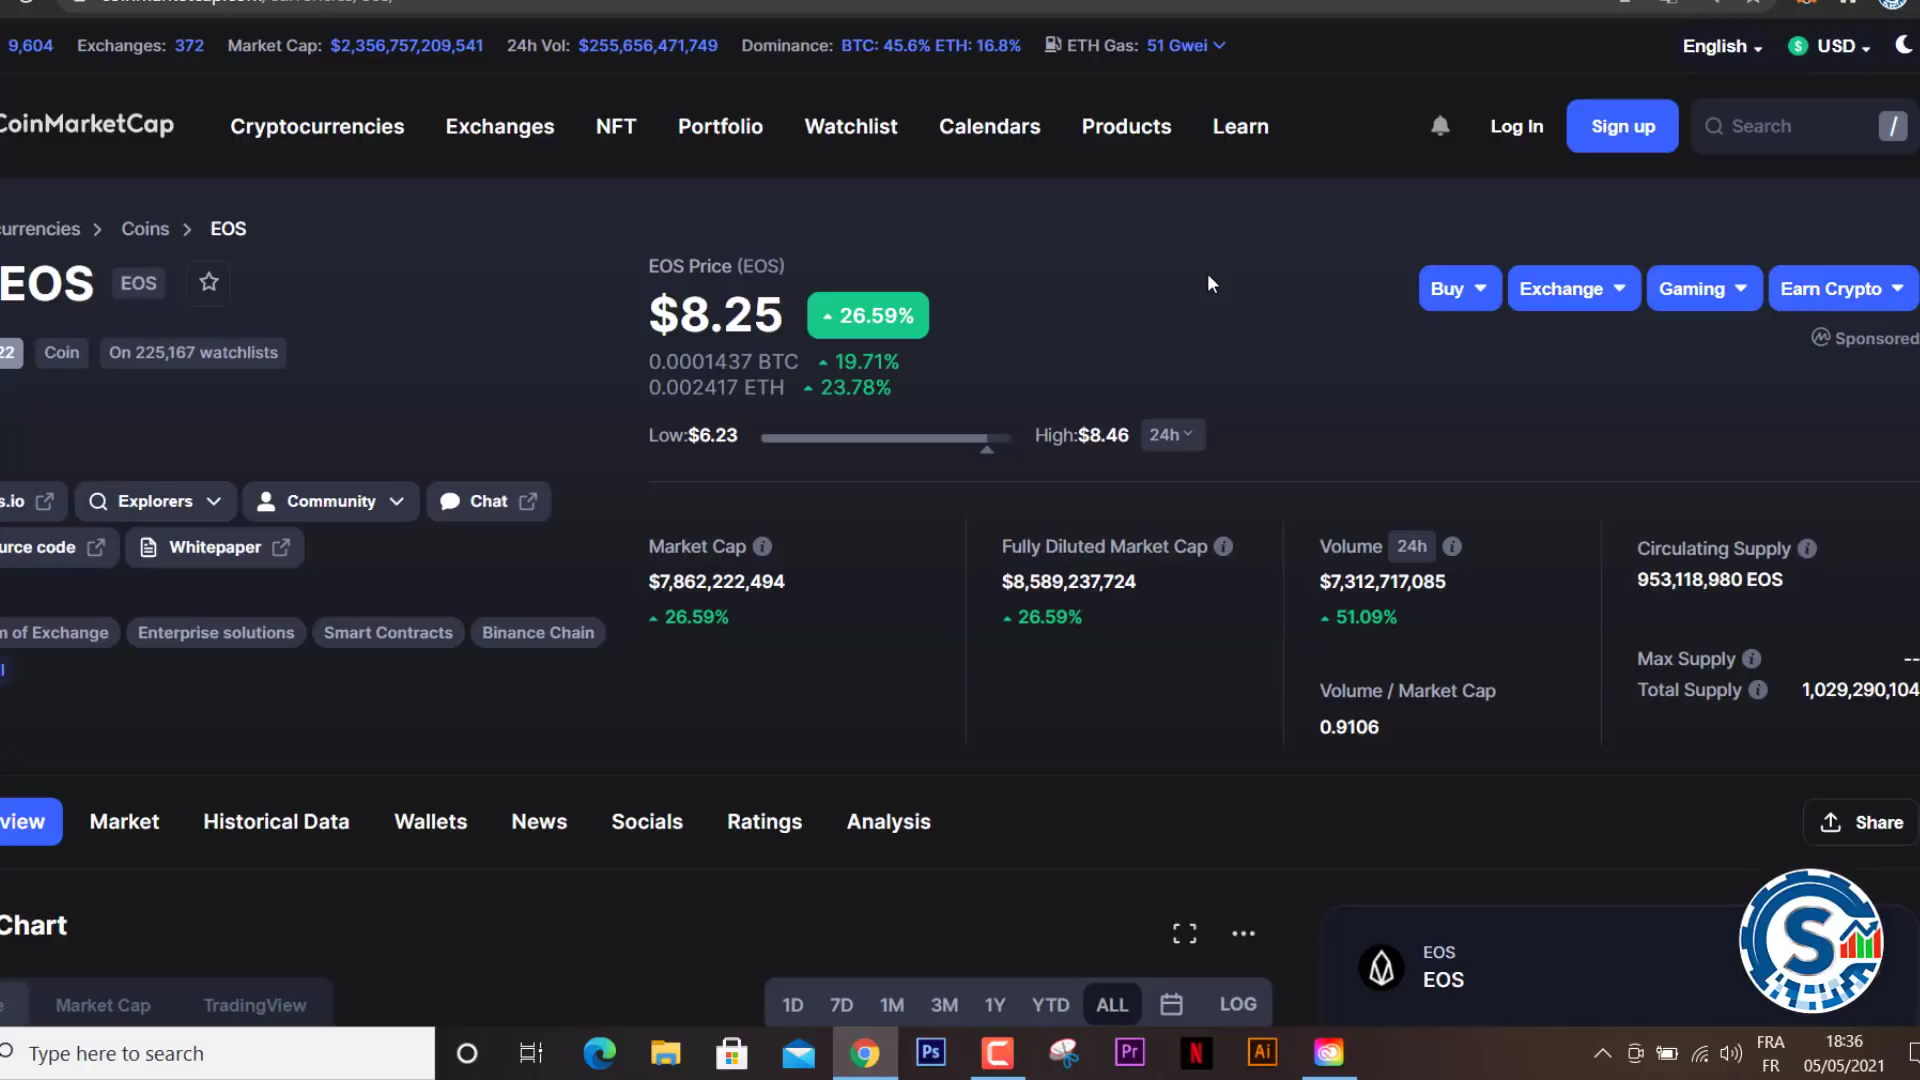 9,604 Exchanges: 372 Market Cap: $2,356,757,209,541 24h Vol: $255,656,471,749 Dominance: BTC: 45.6% ETH: 16.8% ETH Gas: 51 Gwei English USD
CoinMarketCap Cryptocurrencies Exchanges NFT Portfolio Watchlist Calendars Products Learn Log In Sign up Search /
urrencies > Coins > EOS
EOS EOS
22 Coin On 225,167 watchlists
EOS Price (EOS)
$8.25 26.59%
0.0001437 BTC 19.71%
0.002417 ETH 23.78%
Low:$6.23 High:$8.46 24h
Buy Exchange Gaming Earn Crypto
Sponsored
s.io Explorers Community Chat
urce code Whitepaper
m of Exchange Enterprise solutions Smart Contracts Binance Chain
Market Cap
$7,862,222,494
26.59%
Fully Diluted Market Cap
$8,589,237,724
26.59%
Volume 24h
$7,312,717,085
51.09%
Volume / Market Cap
0.9106
Circulating Supply
953,118,980 EOS
Max Supply --
Total Supply 1,029,290,104
view Market Historical Data Wallets News Socials Ratings Analysis Share
Chart
e Market Cap TradingView 1D 7D 1M 3M 1Y YTD ALL LOG
EOS
EOS
S
Type here to search Ps Pr N Ai FRA 18:36
FR 05/05/2021